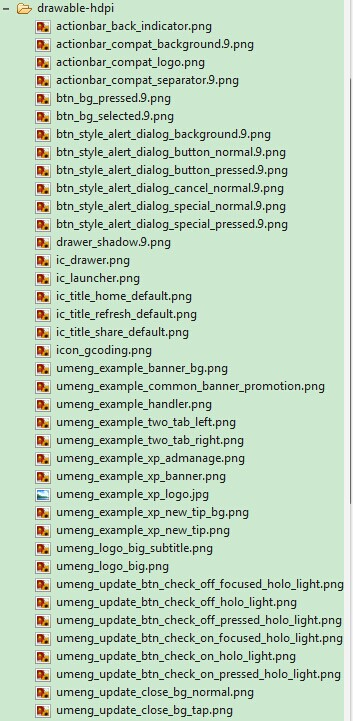 drawable-hdpi
actionbar_back_indicator.png
actionbar_compat_background.9.png
actionbar_compat_logo.png
actionbar_compat_separator.9.png
btn_bg_pressed.9.png
btn_bg_selected.9.png
btn_style_alert_dialog_background.9.png
btn_style_alert_dialog_button_normal.9.png
btn_style_alert_dialog_button_pressed.9.png
btn_style_alert_dialog_cancel_normal.9.png
btn_style_alert_dialog_special_normal.9.png
btn_style_alert_dialog_special_pressed.9.png
drawer_shadow.9.png
ic_drawer.png
ic_launcher.png
ic_title_home_default.png
ic_title_refresh_default.png
ic_title_share_default.png
icon_gcoding.png
umeng_example_banner_bg.png
umeng_example_common_banner_promotion.png
umeng_example_handler.png
umeng_example_two_tab_left.png
umeng_example_two_tab_right.png
umeng_example_xp_admanage.png
umeng_example_xp_banner.png
umeng_example_xp_logo.jpg
umeng_example_xp_new_tip_bg.png
umeng_example_xp_new_tip.png
umeng_logo_big_subtitle.png
umeng_logo_big.png
umeng_update_btn_check_off_focused_holo_light.png
umeng_update_btn_check_off_holo_light.png
umeng_update_btn_check_off_pressed_holo_light.png
umeng_update_btn_check_on_focused_holo_light.png
umeng_update_btn_check_on_holo_light.png
umeng_update_btn_check_on_pressed_holo_light.png
umeng_update_close_bg_normal.png
umeng_update_close_bg_tap.png